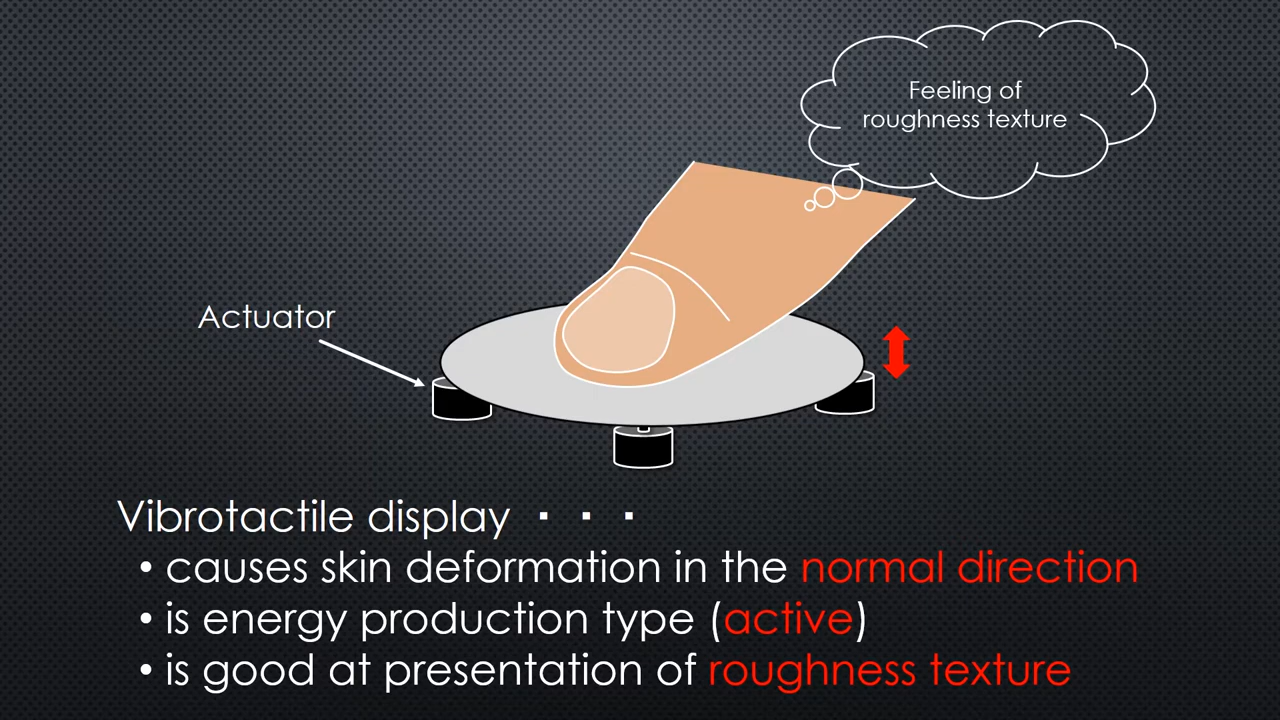 Feeling of
roughness texture
Actuator
Vibrotactile display ・・・
• causes skin deformation in the normal direction
• is energy production type (active)
• is good at presentation of roughness texture